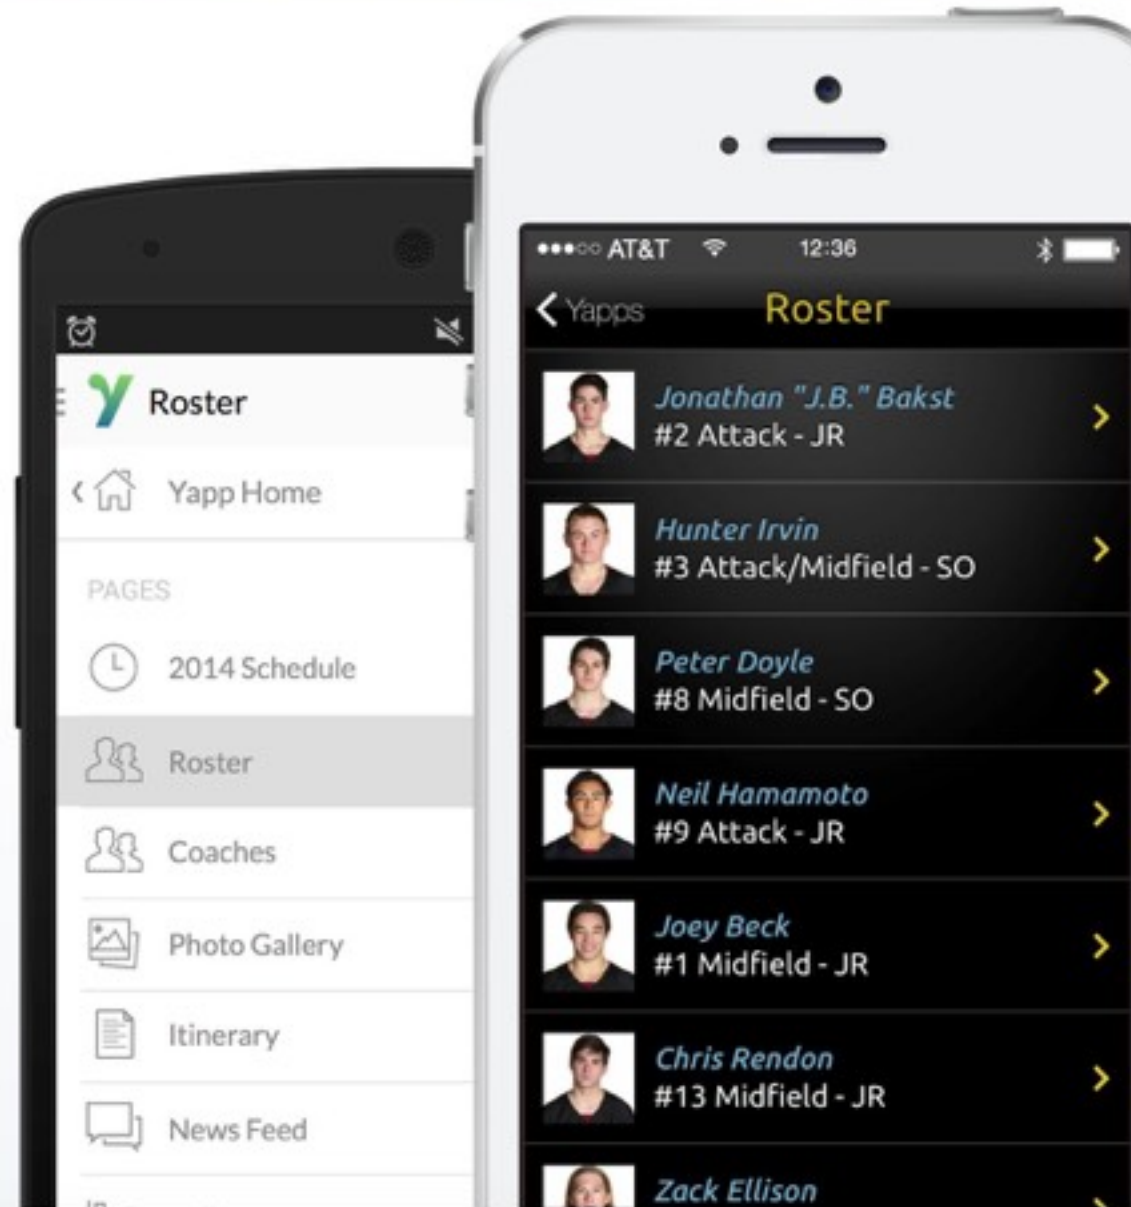 Roster
Yapp Home
PAGES
2014 Schedule
Roster
Coaches
Photo Gallery
Itinerary
News Feed
AT&T 12:36
Yapps Roster
Jonathan "J.B." Bakst
#2 Attack - JR
Hunter Irvin
#3 Attack/Midfield - SO
Peter Doyle
#8 Midfield - SO
Neil Hamamoto
#9 Attack - JR
Joey Beck
#1 Midfield - JR
Chris Rendon
#13 Midfield - JR
Zack Ellison